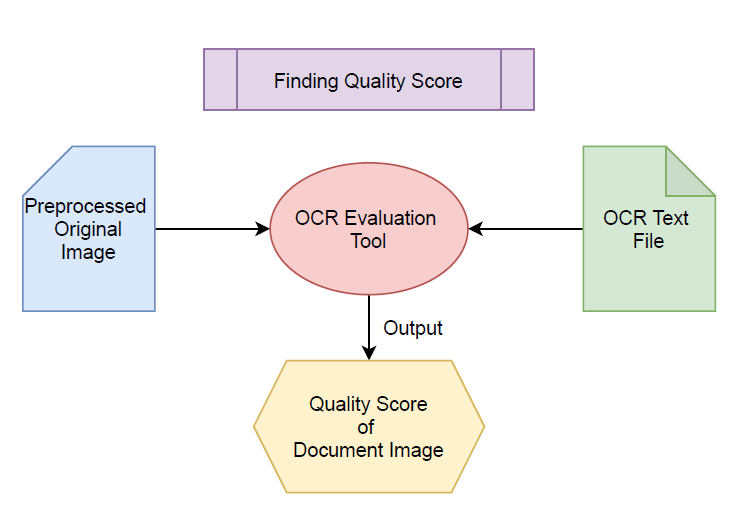 Finding Quality Score
Preprocessed
Original
Image
OCR Evaluation
Tool
OCR Text
File
Output
Quality Score
of
Document Image